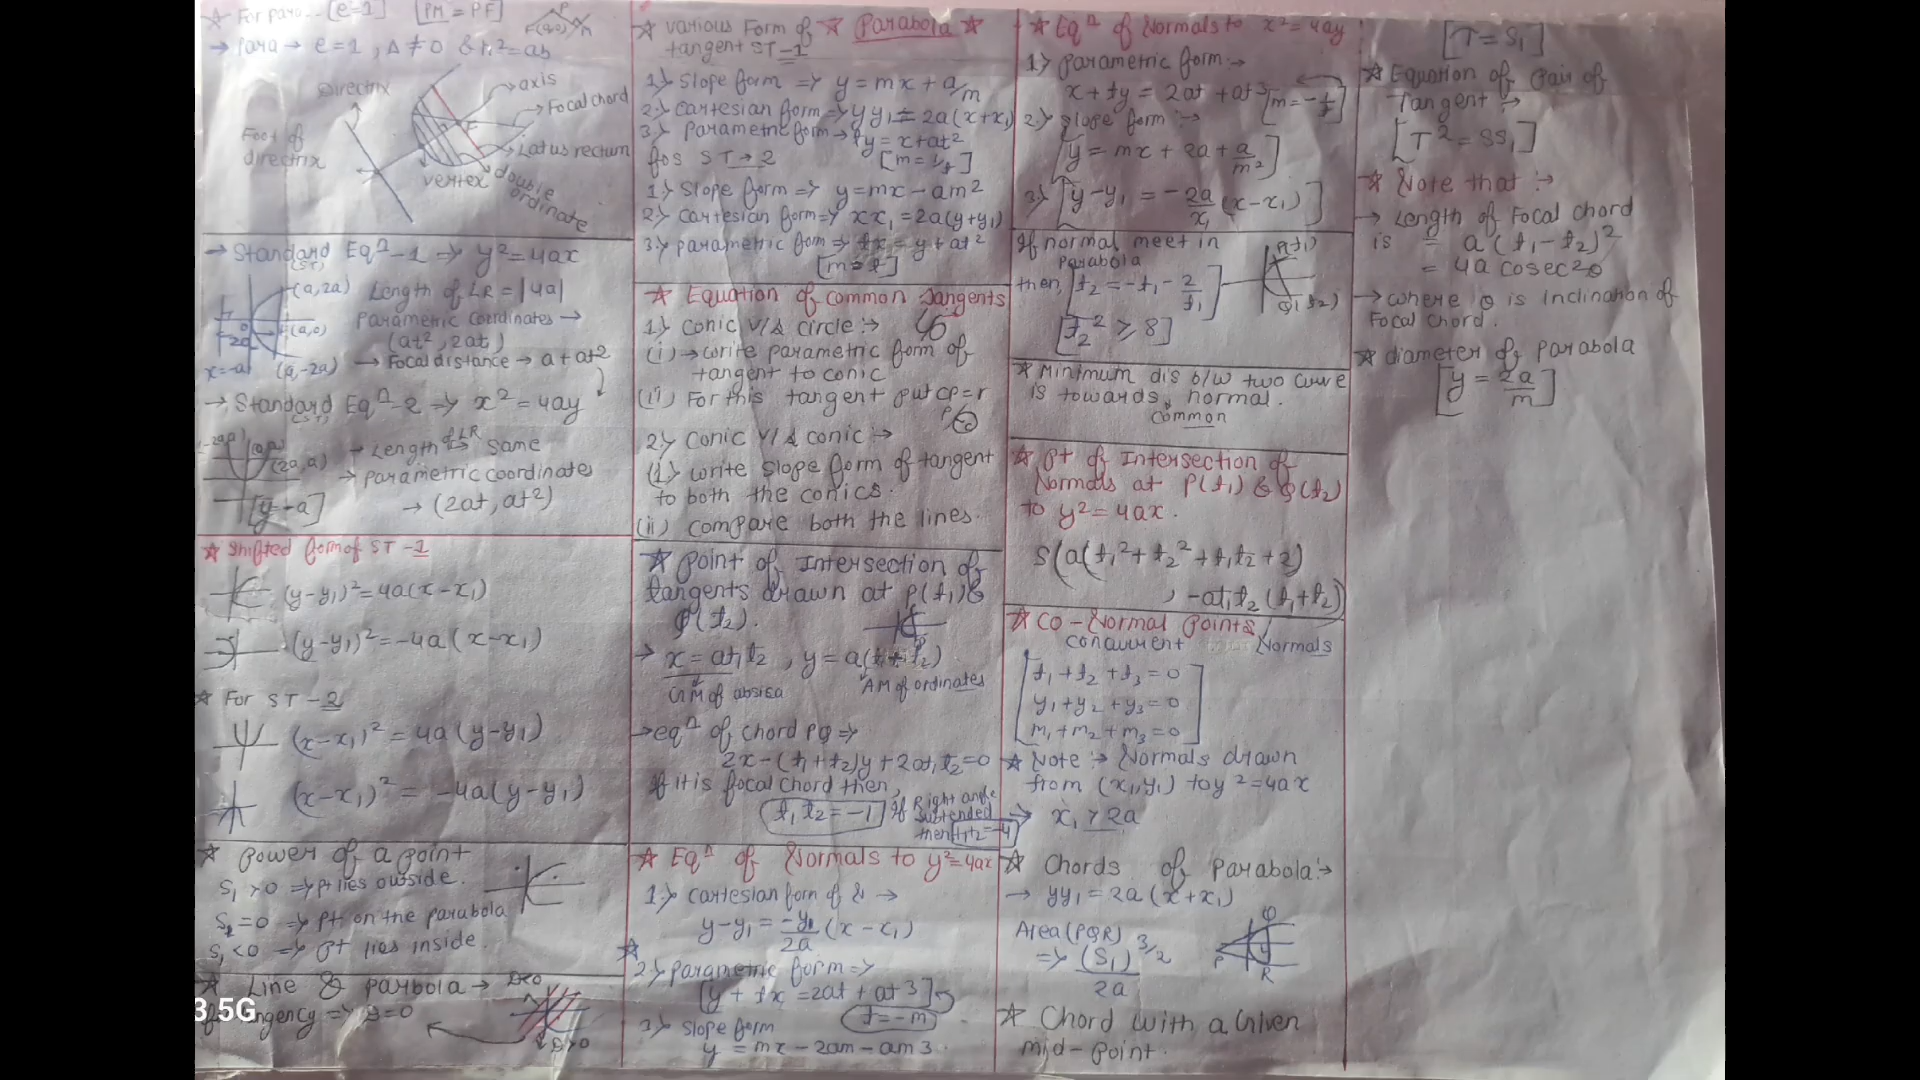 ☆ For para... [e=1] [PM = PF]
→ Para → e=1, Δ≠0 & h²=ab
Directrix
axis
Focal chord
Foot of directrix
Latus rectum
vertex
double ordinate
→ Standard Eqⁿ-1 => y²=4ax
(ST)
(a,2a) Length of LR = |4a|
(a,0) Parametric coordinates →
(at², 2at)
x=-a (a,-2a) → Focal distance → a+at²
→ Standard Eqⁿ-2 => x²=4ay
(ST)
→ Length of LR same
(2a,a) → parametric coordinates
[y=-a] → (2at, at²)
☆ Shifted form of ST-1
(y-y₁)²=4a(x-x₁)
(y-y₁)²=-4a(x-x₁)
☆ For ST-2
(x-x₁)²=4a(y-y₁)
(x-x₁)²= -4a(y-y₁)
☆ Power of a point
S₁>0 => pt lies outside.
S₁=0 => pt on the parabola
S₁<0 => pt lies inside.
☆ Line & parbola → D<0
3.5G
☆ various Form of tangent ST-1
☆ Parabola ☆
1.) slope form => y=mx+a/m
2.) Cartesian form => yy₁=2a(x+x₁)
3.) parametric form → ty=x+at²
for ST→2 [m=1/t]
1.) Slope form => y=mx-am²
2.) Cartesian form => xx₁=2a(y+y₁)
3.) parametric form => tx=y+at²
[m=t]
☆ Equation of common tangents
1.) Conic v/s circle :→
(i) → write parametric form of
tangent to conic
(ii) For this tangent put cp=r
2.) Conic v/s conic :→
(1.) write slope form of tangent
to both the conics.
(ii) compare both the lines.
☆ Point of Intersection of
tangents drawn at P(t₁) &
Q(t₂).
→ x=at₁t₂, y=a(t₁+t₂)
GM of absisa AM of ordinates
→ eqⁿ of chord PQ =>
2x-(t₁+t₂)y+2at₁t₂=0
If it is focal chord then,
t₁t₂=-1 If Right angle
subtended
then t₁t₂=-4
☆ Eqⁿ of Normals to y²=4ax
1.) Cartesian form of →
y-y₁ = -y₁/2a (x-x₁)
☆
2.) parametric form =>
[y+tx=2at+at3]
t=-m
3.) slope form
y=mx-2am-am3
☆ Eqⁿ of Normals to x²=4ay
1.) parametric form:→
x+ty=2at+at3 [m=-1/t]
2.) slope form :→
[y=mx+2a+a/m²]
3.) [y-y₁=-2a/x₁(x-x₁)]
If normal meet in
parabola
then, [t₂=-t₁-2/t₁]
[t₂²≥8]
P(t₁)
Q(t₂)
☆ Minimum dis b/w two curve
is towards normal.
common
☆ Pt of Intersection of
Normals at P(t₁) & Q(t₂)
to y²=4ax.
S(a(t₁²+t₂²+t₁t₂+2)
, -at₁t₂(t₁+t₂))
☆ Co-Normal Points/
concurrent Normals
t₁+t₂+t₃=0
y₁+y₂+y₃=0
m₁+m₂+m₃=0
☆ Note :→ Normals drawn
from (x₁,y₁) to y²=4ax
=> x₁>2a
☆ Chords of Parabola:→
→ yy₁=2a(x+x₁)
Area(PQR)
=> (S₁)3/2
2a
P Q R
☆ Chord with a Given
mid-Point.
[T=S₁]
☆ Equation of Pair of
Tangent :→
[T²=SS₁]
☆ Note that :→
→ Length of Focal chord
is = a(t₁-t₂)²
= 4a cosec2θ
→ where θ is Inclination of
Focal chord.
☆ diameter of parabola
[y=2a/m]